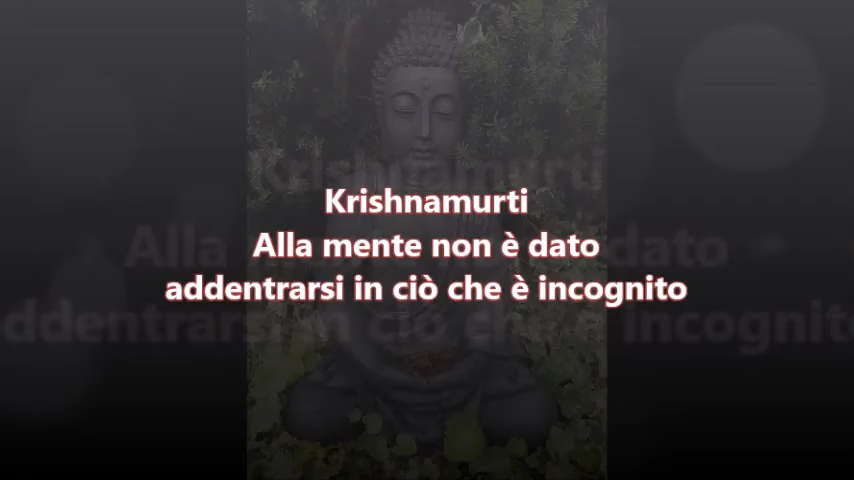 Krishnamurti
Alla mente non è dato
addentrarsi in ciò che è incognito